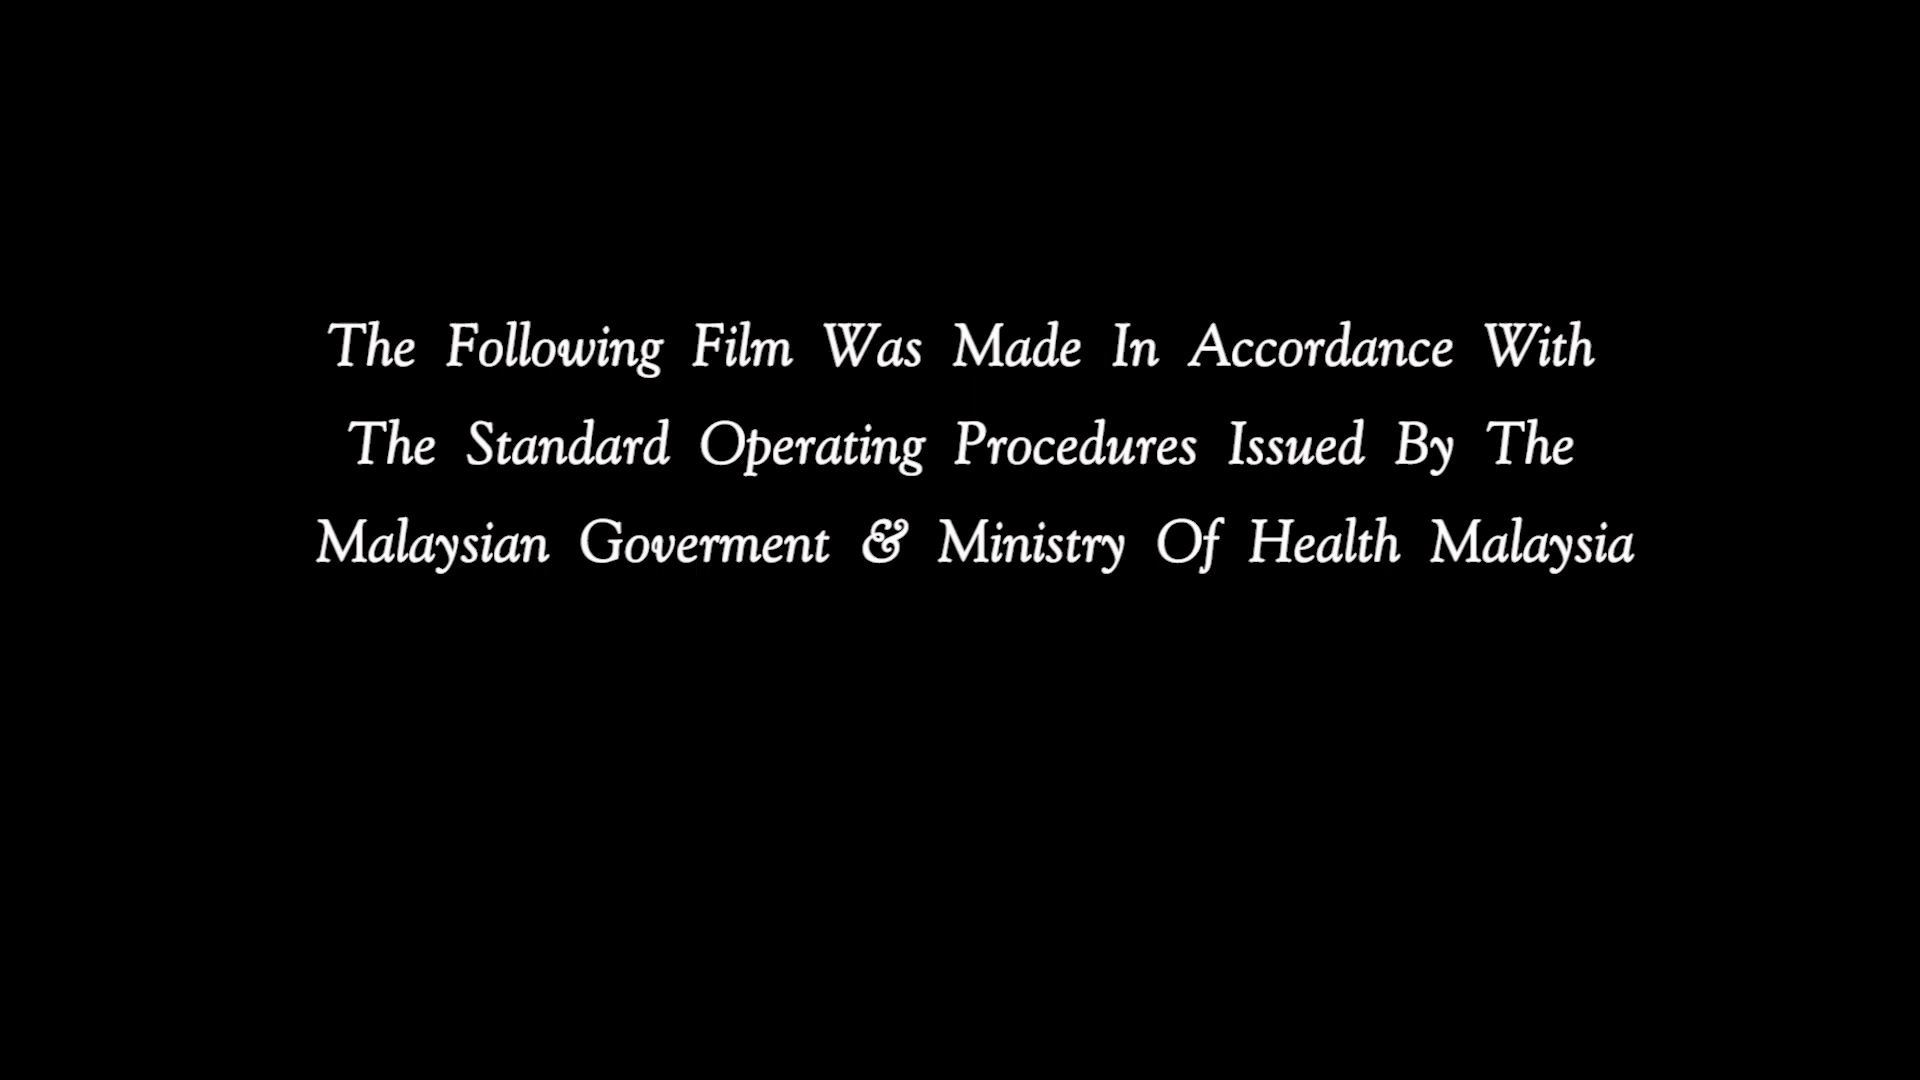 The Following Film Was Made In Accordance With
The Standard Operating Procedures Issued By The
Malaysian Goverment & Ministry Of Health Malaysia